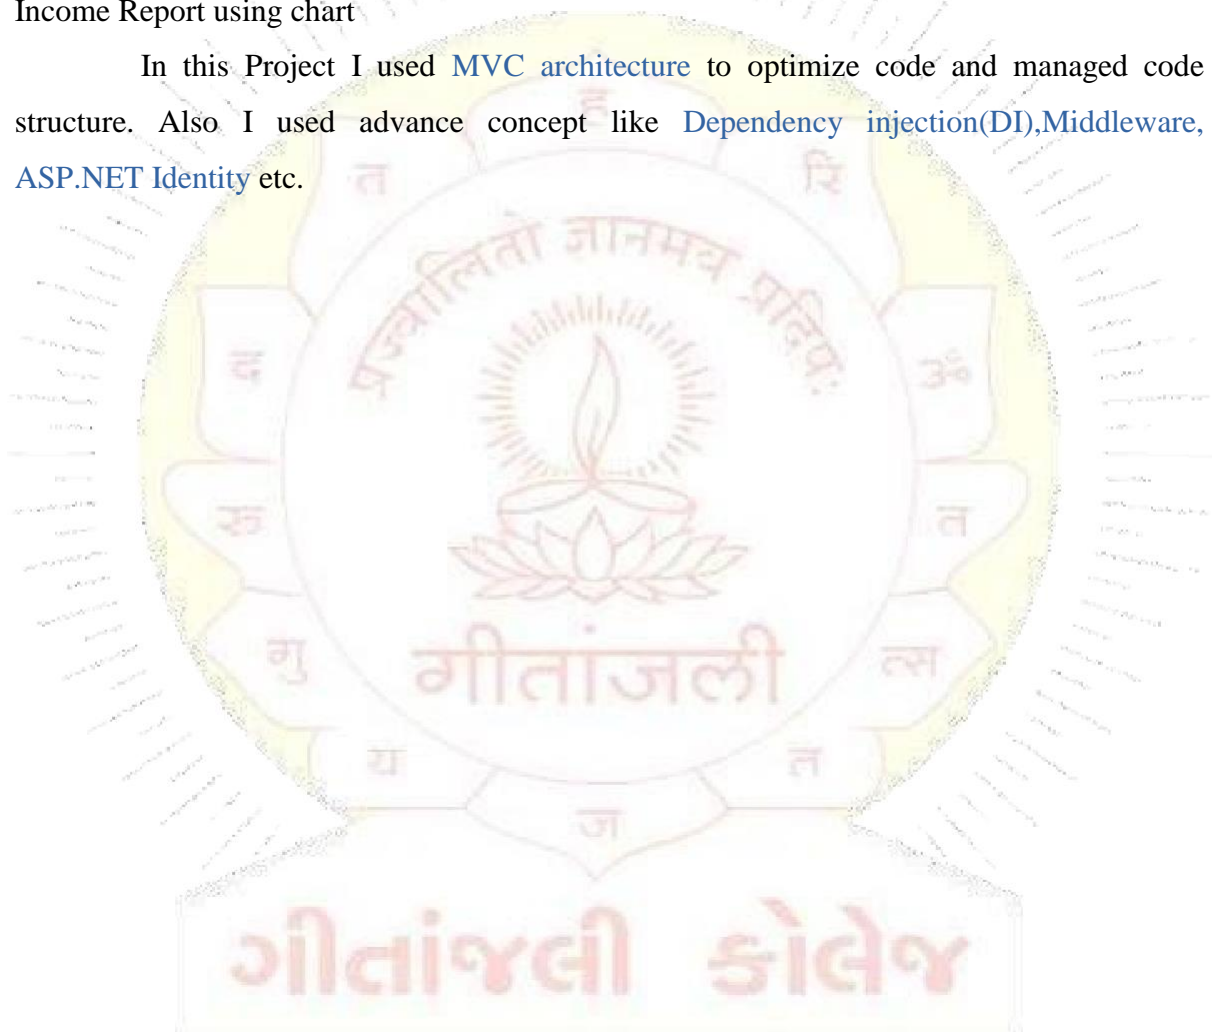 Income Report using chart
In this Project I used MVC architecture to optimize code and managed code
structure. Also I used advance concept like Dependency injection(DI),Middleware,
ASP.NET Identity etc.
ह
त
रि
प्रज्वालितो ज्ञानमय प्रदिपः
द
ॐ
रु
त
गु
त्स
गीतांजली
य
त
ज
ગીતાંજલી કોલેજ